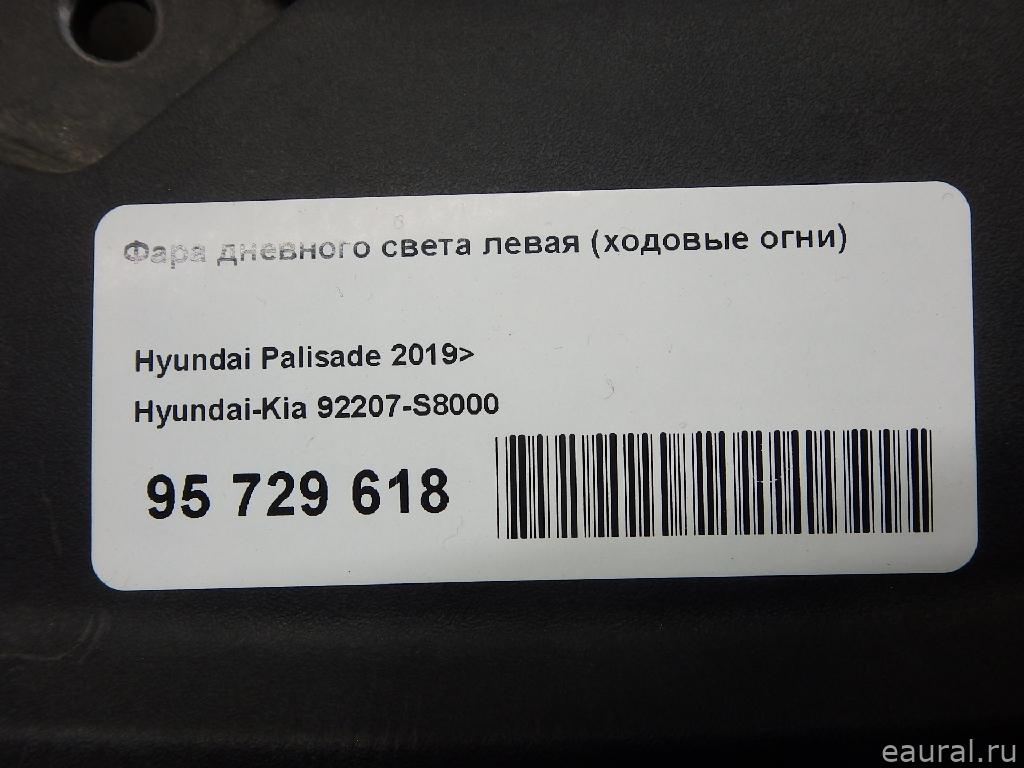 Фара дневного света левая (ходовые огни)
Hyundai Palisade 2019>
Hyundai-Kia 92207-S8000
95 729 618
eaural.ru